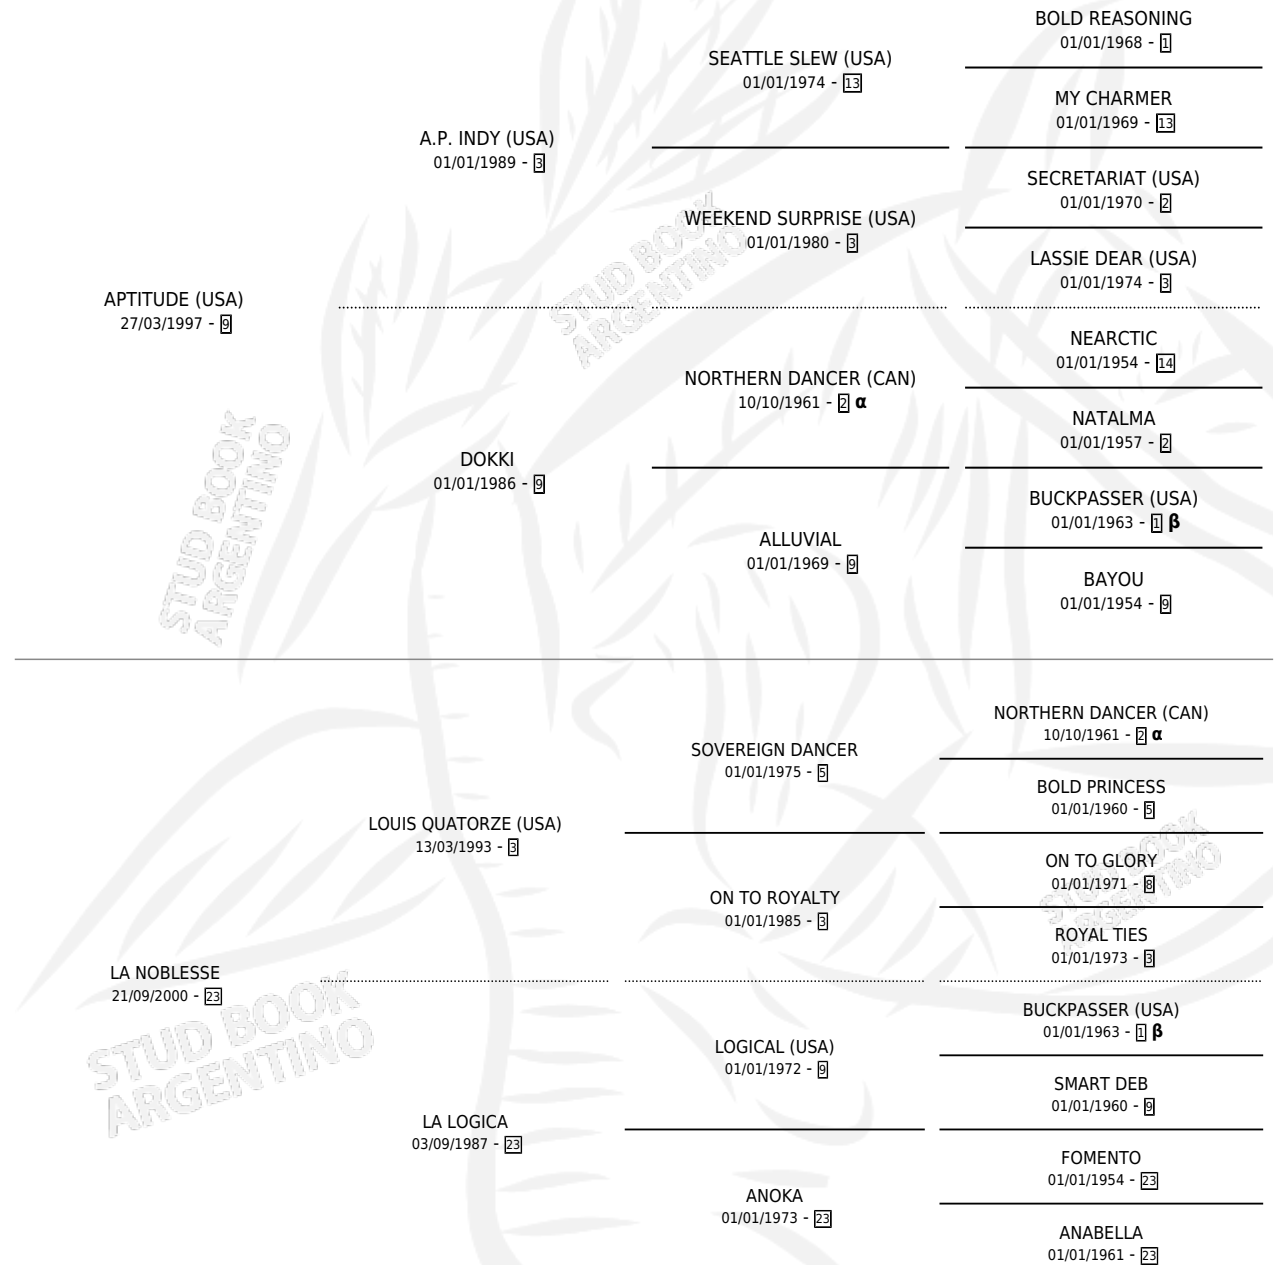 BOLD REASONING
01/01/1968 - 1
SEATTLE SLEW (USA)
01/01/1974 - 13
MY CHARMER
01/01/1969 - 13
A.P. INDY (USA)
01/01/1989 - 3
SECRETARIAT (USA)
01/01/1970 - 2
WEEKEND SURPRISE (USA)
01/01/1980 - 3
LASSIE DEAR (USA)
01/01/1974 - 3
APTITUDE (USA)
27/03/1997 - 9
NEARCTIC
01/01/1954 - 14
NORTHERN DANCER (CAN)
10/10/1961 - 2 α
NATALMA
01/01/1957 - 2
DOKKI
01/01/1986 - 9
BUCKPASSER (USA)
01/01/1963 - 1 β
ALLUVIAL
01/01/1969 - 9
BAYOU
01/01/1954 - 9
NORTHERN DANCER (CAN)
10/10/1961 - 2 α
SOVEREIGN DANCER
01/01/1975 - 5
BOLD PRINCESS
01/01/1960 - 5
LOUIS QUATORZE (USA)
13/03/1993 - 3
ON TO GLORY
01/01/1971 - 8
ON TO ROYALTY
01/01/1985 - 3
ROYAL TIES
01/01/1973 - 3
LA NOBLESSE
21/09/2000 - 23
BUCKPASSER (USA)
01/01/1963 - 1 β
LOGICAL (USA)
01/01/1972 - 9
SMART DEB
01/01/1960 - 9
LA LOGICA
03/09/1987 - 23
FOMENTO
01/01/1954 - 23
ANOKA
01/01/1973 - 23
ANABELLA
01/01/1961 - 23
STUD BOOK
ARGENTINO
STUD BOOK
ARGENTINO
STUD BOOK
ARGENTINO
STUD BOOK
ARGENTINO